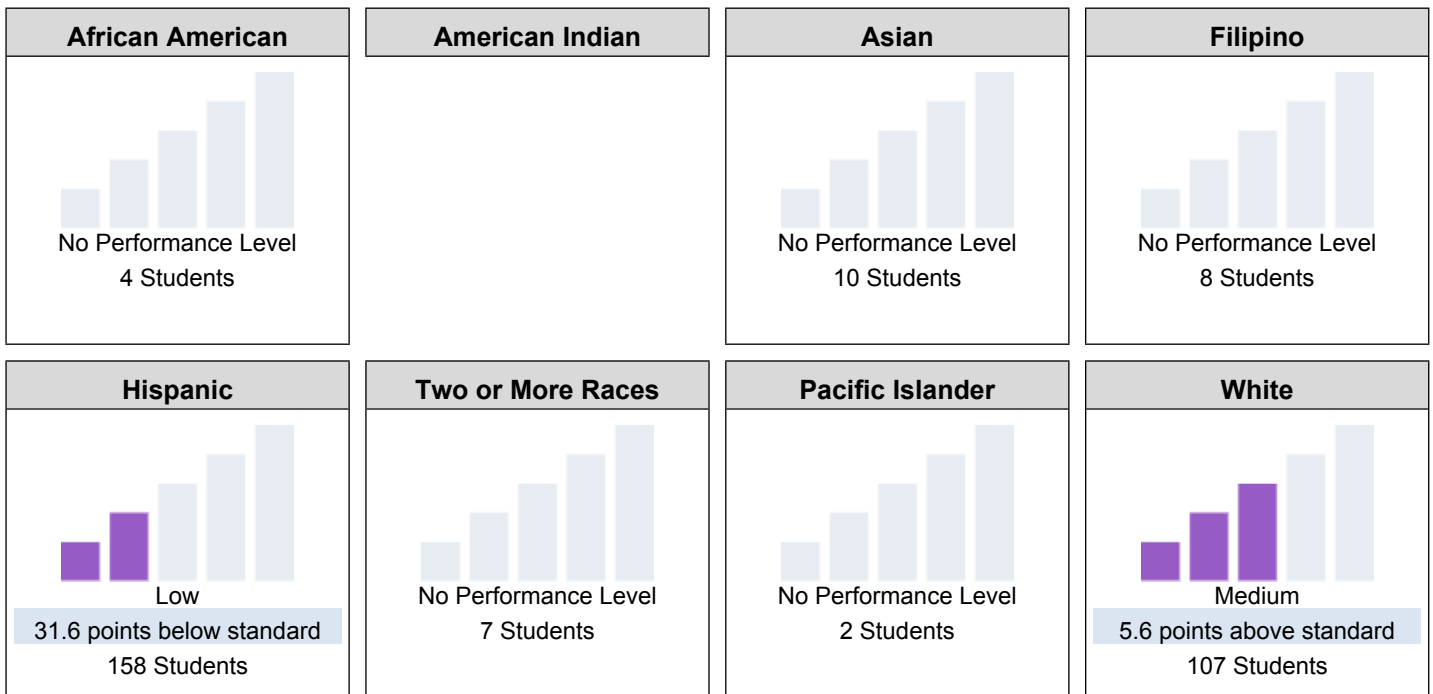 African American
No Performance Level
4 Students
American Indian
Asian
No Performance Level
10 Students
Filipino
No Performance Level
8 Students
Hispanic
Low
31.6 points below standard
158 Students
Two or More Races
No Performance Level
7 Students
Pacific Islander
No Performance Level
2 Students
White
Medium
5.6 points above standard
107 Students